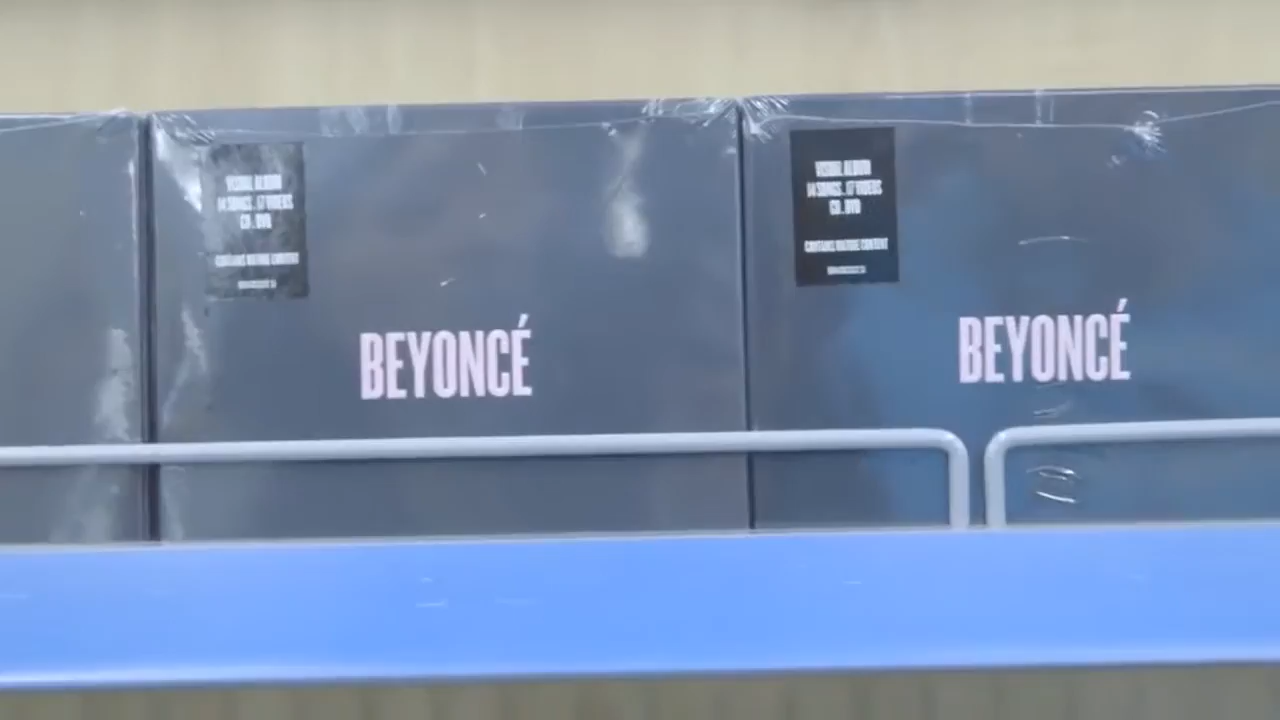 VISUAL ALBUM
14 SONGS . 17 VIDEOS
CD . DVD
CONTAINS MATURE CONTENT
BEYONCÉ
VISUAL ALBUM
14 SONGS . 17 VIDEOS
CD . DVD
CONTAINS MATURE CONTENT
BEYONCÉ